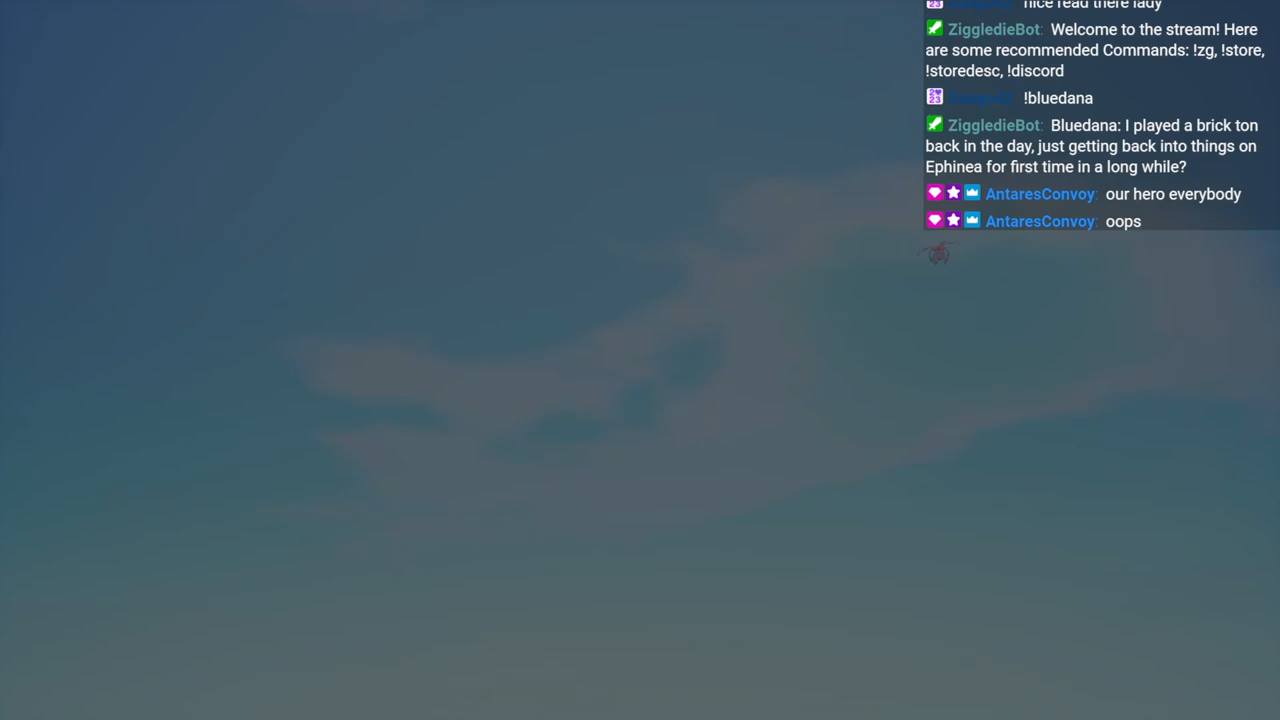 nice read there lady
ZiggledieBot: Welcome to the stream! Here
are some recommended Commands: !zg, !store,
!storedesc, !discord
!bluedana
ZiggledieBot: Bluedana: I played a brick ton
back in the day, just getting back into things on
Ephinea for first time in a long while?
AntaresConvoy: our hero everybody
AntaresConvoy: oops